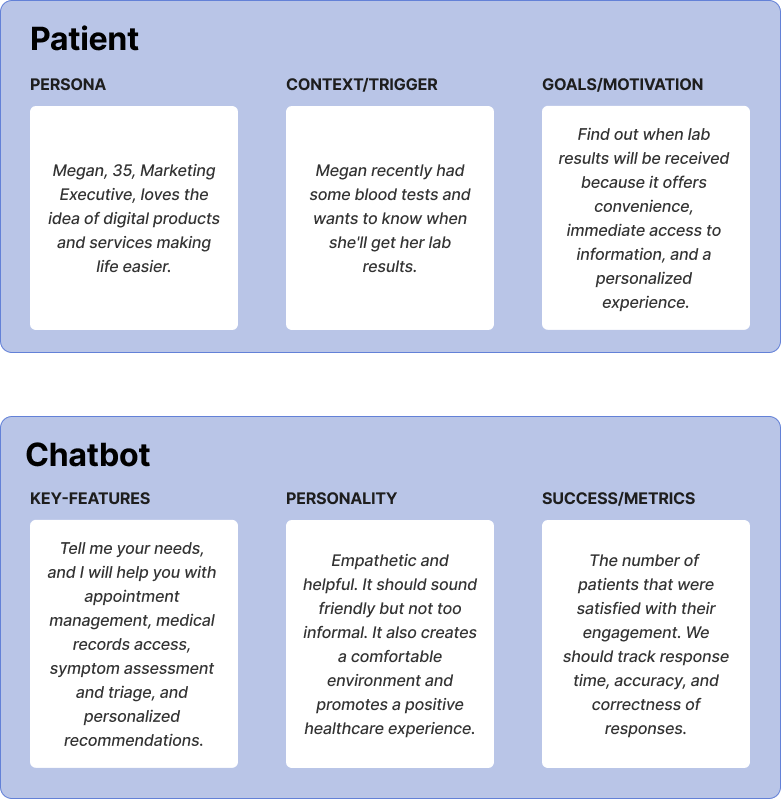 Patient
PERSONA
Megan, 35, Marketing
Executive, loves the
idea of digital products
and services making
life easier.
CONTEXT/TRIGGER
Megan recently had
some blood tests and
wants to know when
she'll get her lab
results.
GOALS/MOTIVATION
Find out when lab
results will be received
because it offers
convenience,
immediate access to
information, and a
personalized
experience.
Chatbot
KEY-FEATURES
Tell me your needs,
and I will help you with
appointment
management, medical
records access,
symptom assessment
and triage, and
personalized
recommendations.
PERSONALITY
Empathetic and
helpful. It should sound
friendly but not too
informal. It also creates
a comfortable
environment and
promotes a positive
healthcare experience.
SUCCESS/METRICS
The number of
patients that were
satisfied with their
engagement. We
should track response
time, accuracy, and
correctness of
responses.